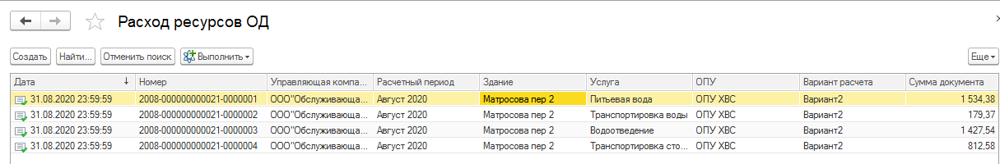 Расход ресурсов ОД
Создать Найти... Отменить поиск Выполнить Еще
Дата Номер Управляющая компа... Расчетный период Здание Услуга ОПУ Вариант расчета Сумма документа
31.08.2020 23:59:59 2008-000000000021-0000001 ООО"Обслуживающа... Август 2020 Матросова пер 2 Питьевая вода ОПУ ХВС Вариант2 1 534,38
31.08.2020 23:59:59 2008-000000000021-0000002 ООО"Обслуживающа... Август 2020 Матросова пер 2 Транспортировка воды ОПУ ХВС Вариант2 179,37
31.08.2020 23:59:59 2008-000000000021-0000003 ООО"Обслуживающа... Август 2020 Матросова пер 2 Водоотведение ОПУ ХВС Вариант2 1 427,54
31.08.2020 23:59:59 2008-000000000021-0000004 ООО"Обслуживающа... Август 2020 Матросова пер 2 Транспортировка сто... ОПУ ХВС Вариант2 812,58